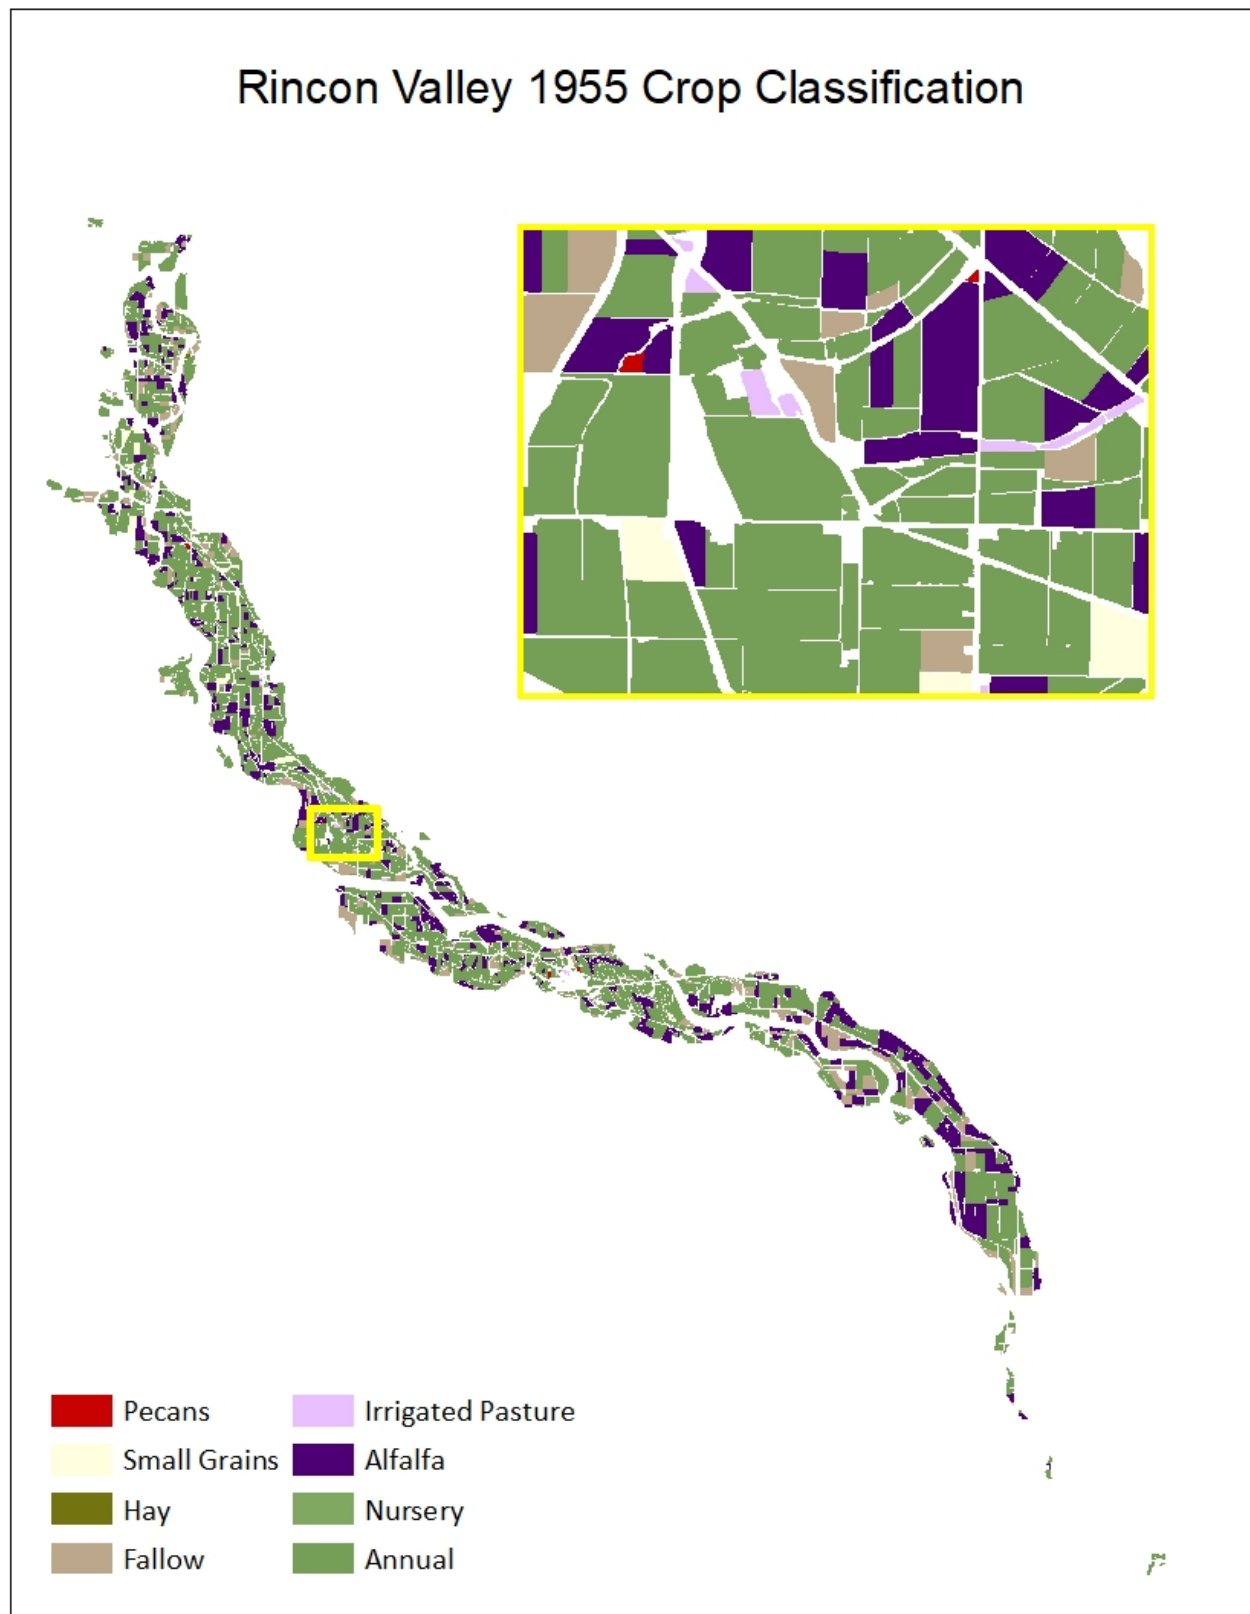 Rincon Valley 1955 Crop Classification
Pecans
Small Grains
Hay
Fallow
Irrigated Pasture
Alfalfa
Nursery
Annual